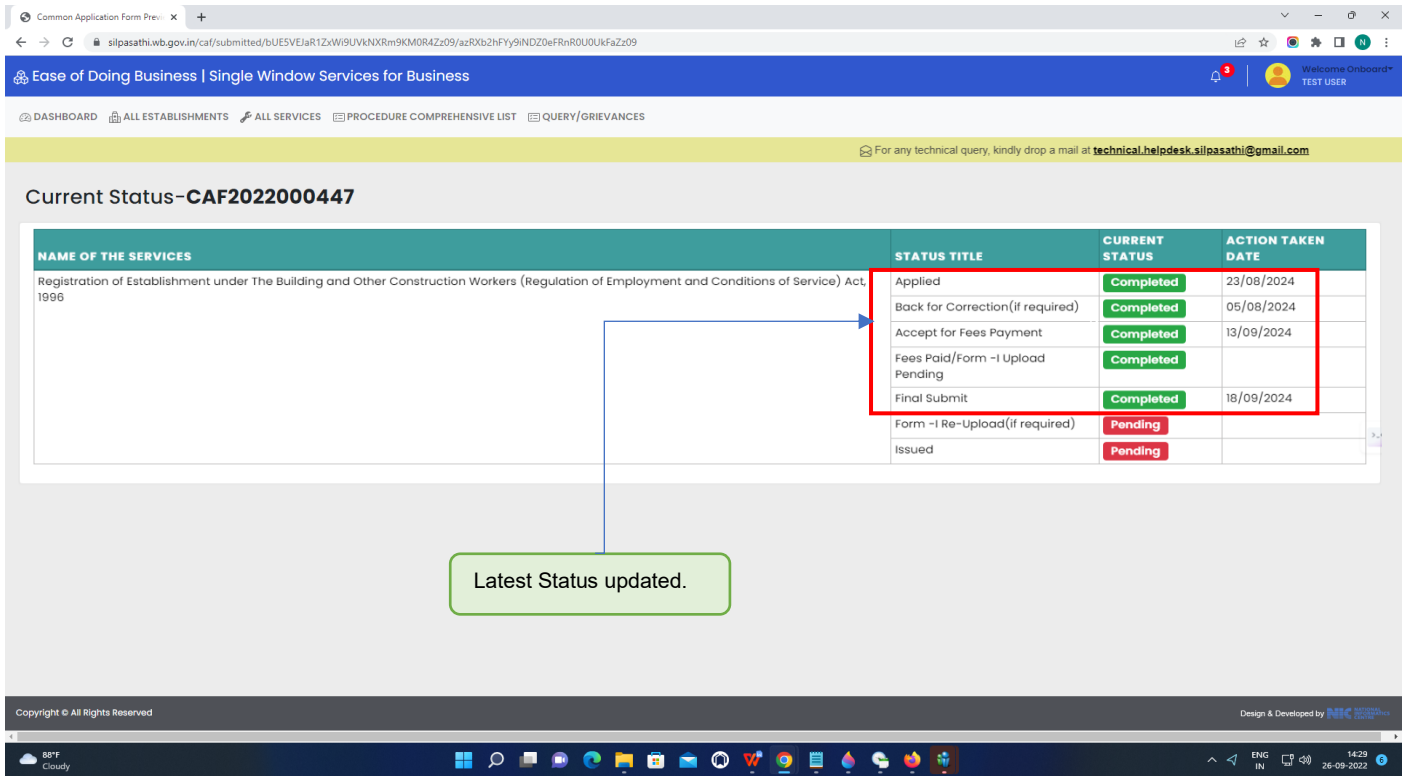 Common Application Form Prev
silpasathi.wb.gov.in/caf/submitted/bUE5VEJaR1ZxWi9UVkNXRm9KM0R4Zz09/azRXb2hFYy9iNDZ0eFRnR0U0UkFaZz09
N
Ease of Doing Business | Single Window Services for Business
3
Welcome Onboard
TEST USER
DASHBOARD ALL ESTABLISHMENTS ALL SERVICES PROCEDURE COMPREHENSIVE LIST QUERY/GRIEVANCES
For any technical query, kindly drop a mail at technical.helpdesk.silpasathi@gmail.com
Current Status-CAF2022000447
NAME OF THE SERVICES STATUS TITLE CURRENT STATUS ACTION TAKEN DATE
Registration of Establishment under The Building and Other Construction Workers (Regulation of Employment and Conditions of Service) Act,
1996
Applied Completed 23/08/2024
Back for Correction(if required) Completed 05/08/2024
Accept for Fees Payment Completed 13/09/2024
Fees Paid/Form -I Upload
Pending Completed
Final Submit Completed 18/09/2024
Form -I Re-Upload(if required) Pending
Issued Pending
Latest Status updated.
Copyright © All Rights Reserved
Design & Developed by NIC NATIONAL INFORMATICS CENTRE
88°F
Cloudy
ENG
IN
14:29
26-09-2022
6